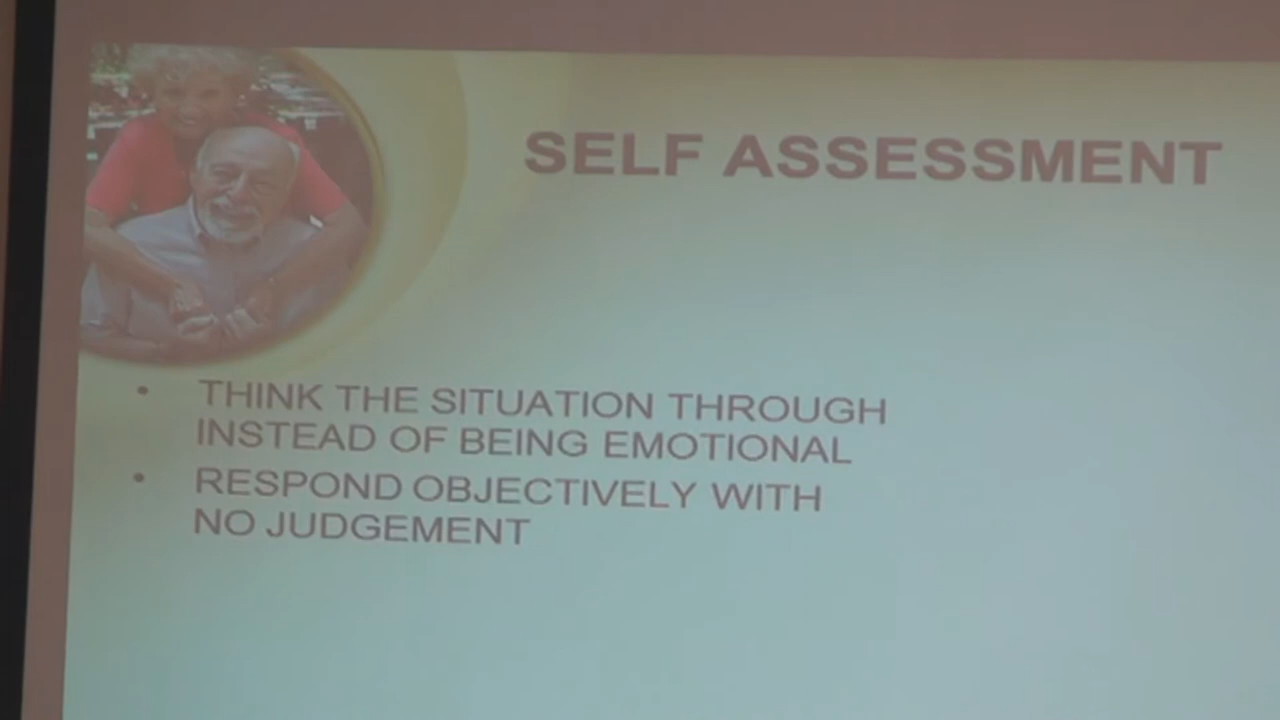 SELF ASSESSMENT
• THINK THE SITUATION THROUGH
INSTEAD OF BEING EMOTIONAL
• RESPOND OBJECTIVELY WITH
NO JUDGEMENT